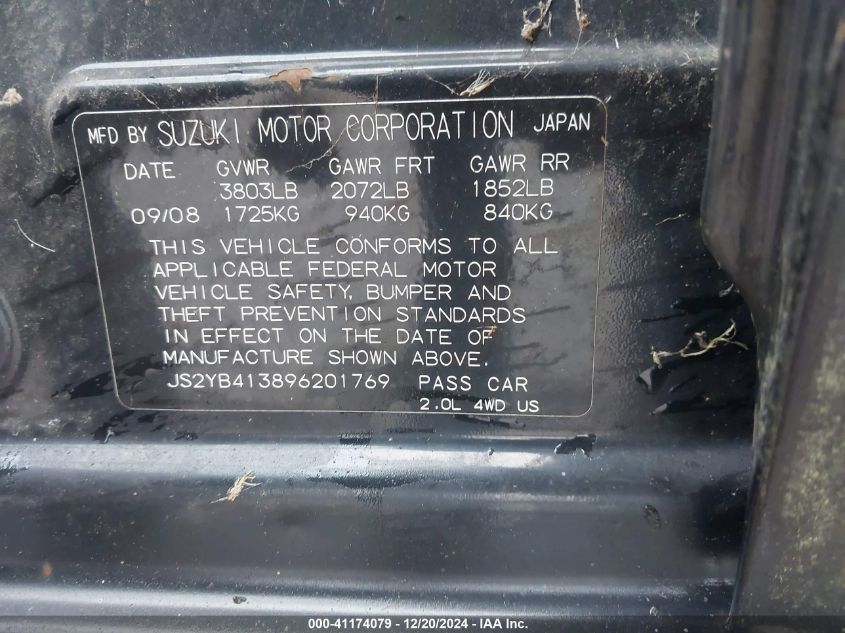 MFD BY SUZUKI MOTOR CORPORATION JAPAN
DATE GVWR GAWR FRT GAWR RR
3803LB 2072LB 1852LB
09/08 1725KG 940KG 840KG
THIS VEHICLE CONFORMS TO ALL
APPLICABLE FEDERAL MOTOR
VEHICLE SAFETY, BUMPER AND
THEFT PREVENTION STANDARDS
IN EFFECT ON THE DATE OF
MANUFACTURE SHOWN ABOVE.
JS2YB413896201769 PASS CAR
2.0L 4WD US
000-41174079 - 12/20/2024 - IAA Inc.